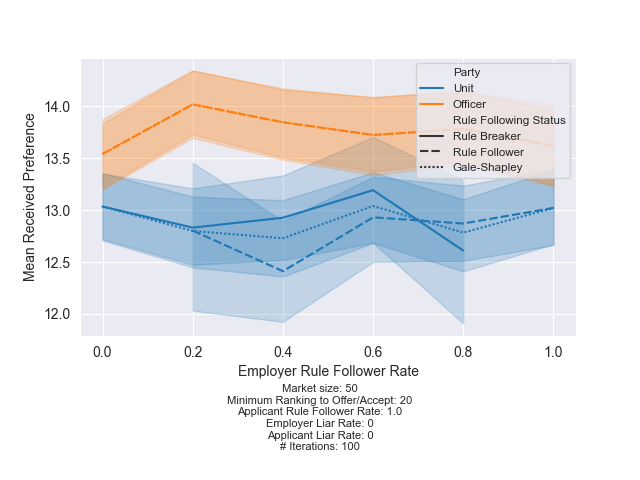 Party
Unit
Officer
Rule Following Status
Rule Breaker
Rule Follower
Gale-Shapley
Mean Received Preference
14.0
13.5
13.0
12.5
12.0
0.0 0.2 0.4 0.6 0.8 1.0
Employer Rule Follower Rate
Market size: 50
Minimum Ranking to Offer/Accept: 20
Applicant Rule Follower Rate: 1.0
Employer Liar Rate: 0
Applicant Liar Rate: 0
# Iterations: 100